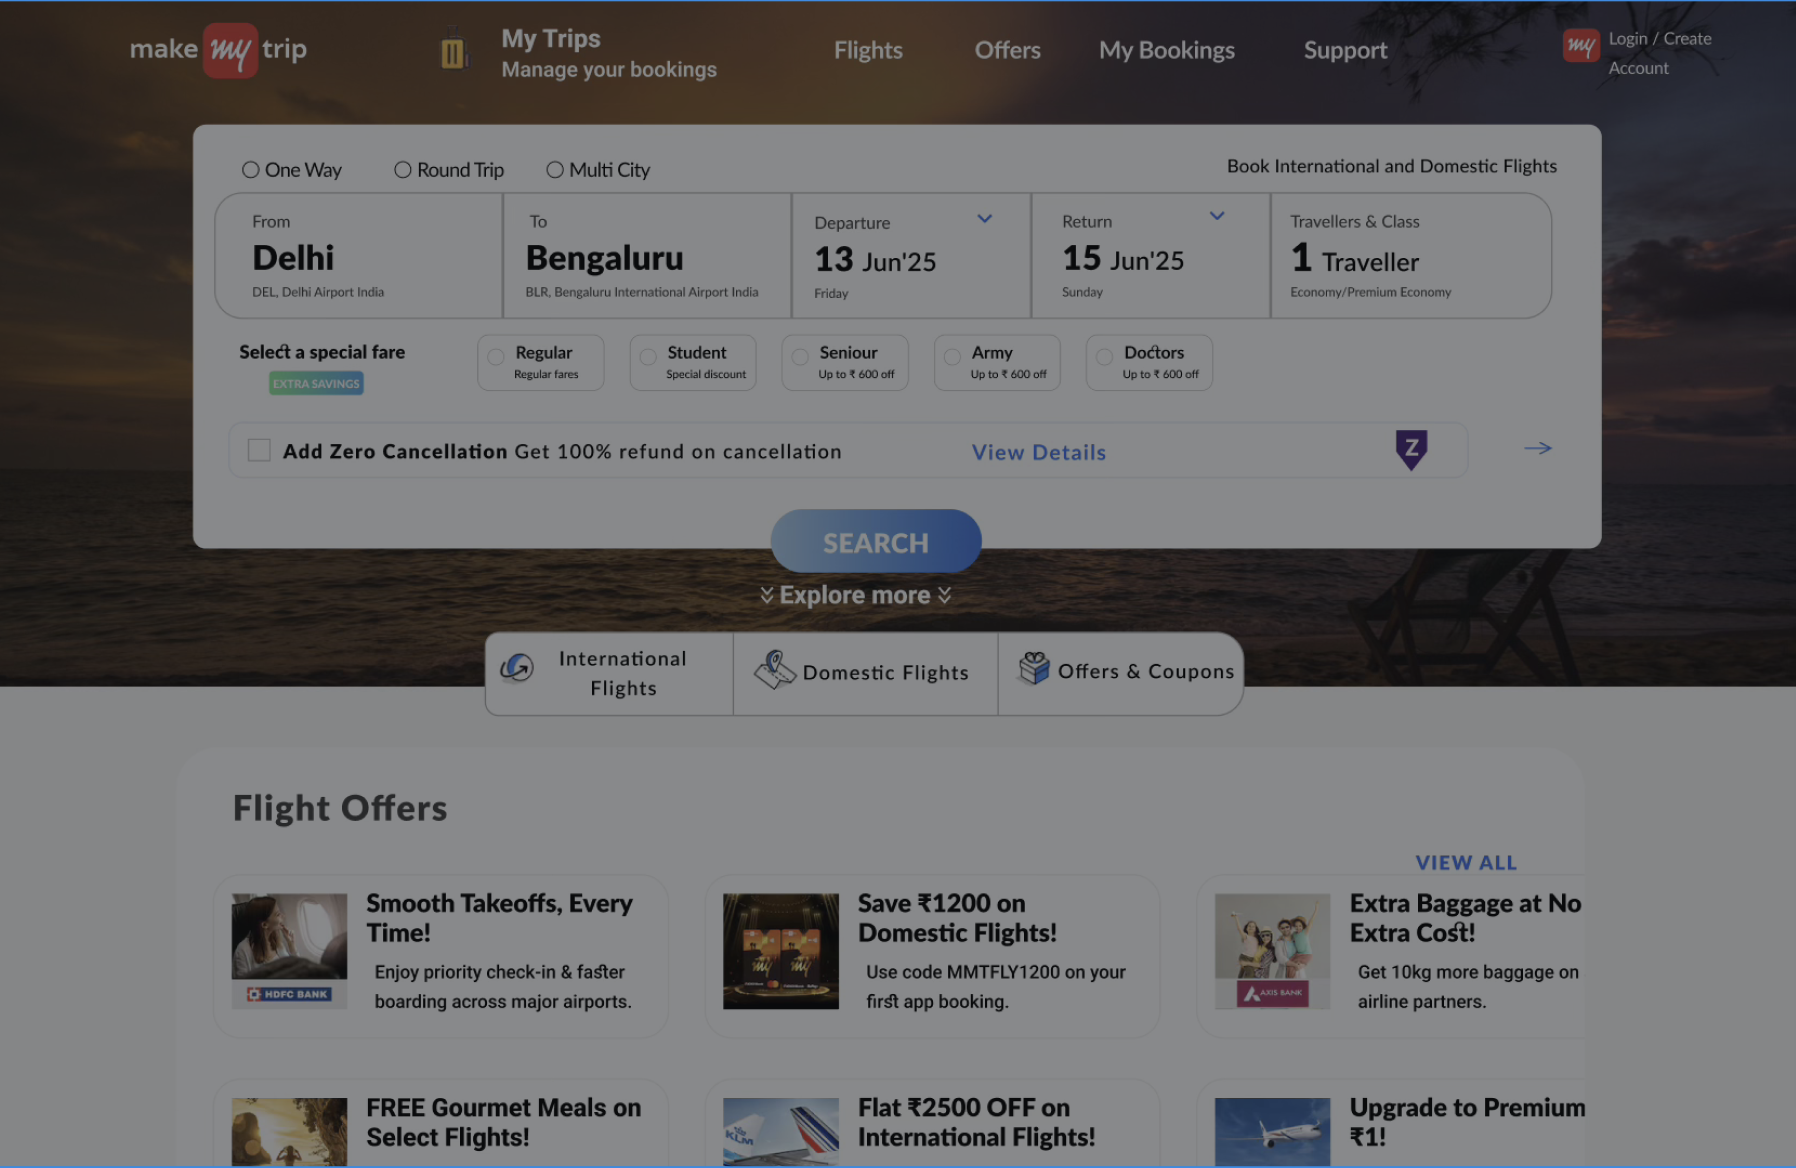 make my trip
My Trips
Manage your bookings
Flights
Offers
My Bookings
Support
my
Login / Create
Account
One Way
Round Trip
Multi City
Book International and Domestic Flights
From
Delhi
DEL, Delhi Airport India
To
Bengaluru
BLR, Bengaluru International Airport India
Departure
13 Jun'25
Friday
Return
15 Jun'25
Sunday
Travellers & Class
1 Traveller
Economy/Premium Economy
Select a special fare
EXTRA SAVINGS
Regular
Regular fares
Student
Special discount
Seniour
Up to ₹ 600 off
Army
Up to ₹ 600 off
Doctors
Up to ₹ 600 off
Add Zero Cancellation Get 100% refund on cancellation
View Details
Z
SEARCH
Explore more
International
Flights
Domestic Flights
Offers & Coupons
Flight Offers
VIEW ALL
HDFC BANK
Smooth Takeoffs, Every
Time!
Enjoy priority check-in & faster
boarding across major airports.
my my
Save ₹1200 on
Domestic Flights!
Use code MMTFLY1200 on your
first app booking.
AXIS BANK
Extra Baggage at No
Extra Cost!
Get 10kg more baggage on
airline partners.
FREE Gourmet Meals on
Select Flights!
KLM
Flat ₹2500 OFF on
International Flights!
Upgrade to Premium
₹1!